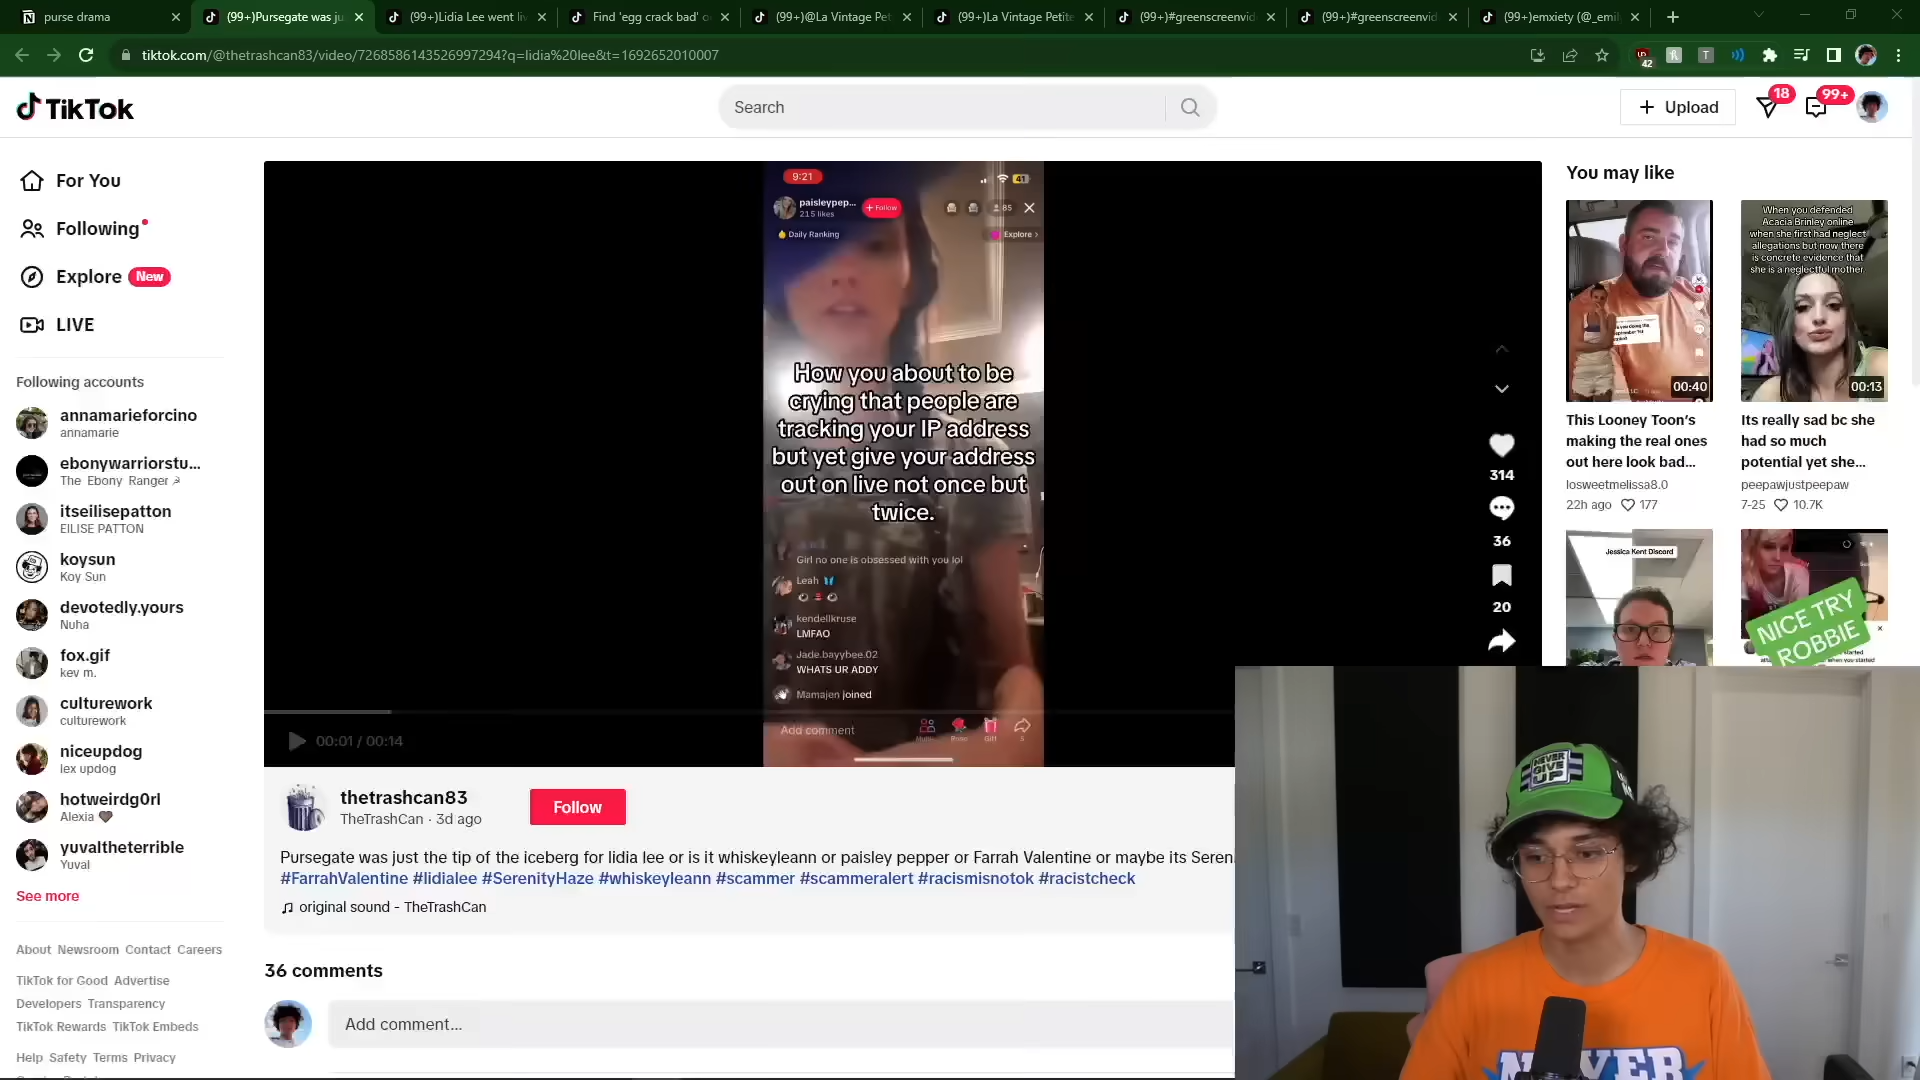 purse drama
(99+)Pursegate was ju
(99+)Lidia Lee went liv
Find 'egg crack bad' o
(99+)@La Vintage Pet
(99+)La Vintage Petite
(99+)#greenscreenvid
(99+)#greenscreenvid
(99+)emxiety (@_emil
tiktok.com/@thetrashcan83/video/7268586143526997294?q=lidia%20lee&t=1692652010007
42
TikTok
Search
Upload
18
99+
For You
Following
Explore New
LIVE
Following accounts
annamarieforcino
annamarie
ebonywarriorstu...
The Ebony Ranger
itseilisepatton
EILISE PATTON
koysun
Koy Sun
devotedly.yours
Nuha
fox.gif
kev m.
culturework
culturework
niceupdog
lex updog
hotweirdg0rl
Alexia
yuvaltheterrible
Yuval
See more
About Newsroom Contact Careers
TikTok for Good Advertise
Developers Transparency
TikTok Rewards TikTok Embeds
Help Safety Terms Privacy
9:21
41
paisleypep...
215 likes
+ Follow
85
Daily Ranking
Explore >
How you about to be
crying that people are
tracking your IP address
but yet give your address
out on live not once but
twice.
Girl no one is obsessed with you lol
Leah
kendellkruse
LMFAO
Jade.bayybee.02
WHATS UR ADDY
Mamajen joined
Add comment
Rose
Gift
5
00:01 / 00:14
314
36
20
thetrashcan83
TheTrashCan · 3d ago
Follow
Pursegate was just the tip of the iceberg for lidia lee or is it whiskeyleann or paisley pepper or Farrah Valentine or maybe its Seren
#FarrahValentine #lidialee #SerenityHaze #whiskeyleann #scammer #scammeralert #racismisnotok #racistcheck
original sound - TheTrashCan
36 comments
Add comment...
You may like
00:40
This Looney Toon's
making the real ones
out here look bad...
losweetmelissa8.0
22h ago 177
When you defended
Acacia Brinley online
when she first had neglect
allegations but now there
is concrete evidence that
she is a neglectful mother
00:13
Its really sad bc she
had so much
potential yet she...
peepawjustpeepaw
7-25 10.7K
Jessica Kent Discord
NICE TRY
ROBBIE
NEVER
GIVE
UP
NEVER